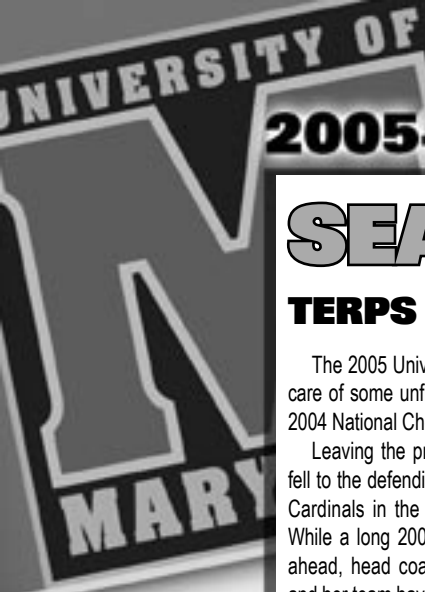 UNIVERSITY OF
MARY
2005-
SEA
TERPS
The 2005 Univ
care of some unf
2004 National Ch
Leaving the pr
fell to the defendi
Cardinals in the
While a long 200
ahead, head coa
and her team hav